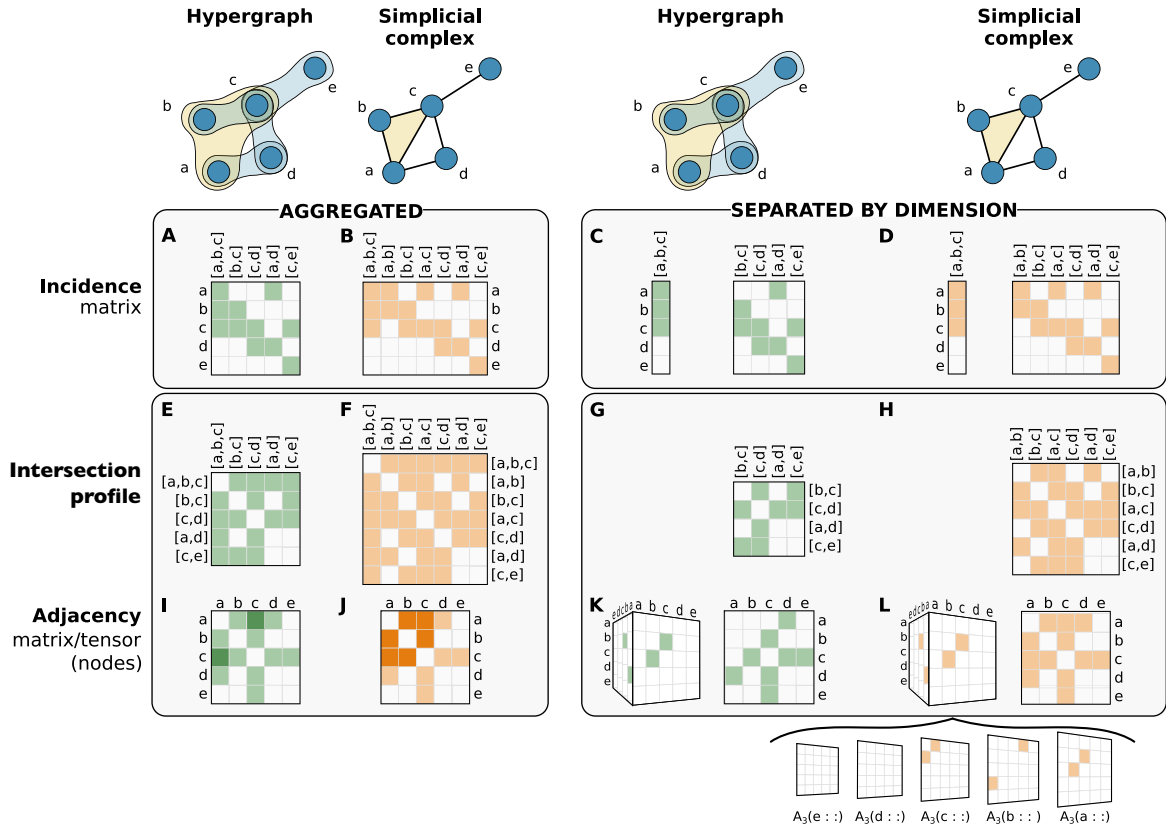 Hypergraph Simplicial complex Hypergraph Simplicial complex
c e b a d
e c b a d
c e b a d
e c b a d
AGGREGATED SEPARATED BY DIMENSION
Incidence
matrix
A
[a,b,c] [b,c] [c,d] [a,d] [c,e]
a
b
c
d
e
B
[a,b,c] [a,b] [b,c] [a,c] [c,d] [a,d] [c,e]
a
b
c
d
e
C
[a,b,c]
a
b
c
d
e
[b,c] [c,d] [a,d] [c,e]
D
[a,b,c]
a
b
c
d
e
[a,b] [b,c] [a,c] [c,d] [a,d] [c,e]
Intersection
profile
E
[a,b,c] [b,c] [c,d] [a,d] [c,e]
[a,b,c]
[b,c]
[c,d]
[a,d]
[c,e]
F
[a,b,c] [a,b] [b,c] [a,c] [c,d] [a,d] [c,e]
[a,b,c]
[a,b]
[b,c]
[a,c]
[c,d]
[a,d]
[c,e]
G
[b,c] [c,d] [a,d] [c,e]
[b,c]
[c,d]
[a,d]
[c,e]
H
[a,b] [b,c] [a,c] [c,d] [a,d] [c,e]
[a,b]
[b,c]
[a,c]
[c,d]
[a,d]
[c,e]
Adjacency
matrix/tensor
(nodes)
I
a b c d e
J
a b c d e
a
b
c
d
e
a
b
c
d
e
K
e d c b a a b c d e
a
b
c
d
e
a b c d e
a
b
c
d
e
L
e d c b a a b c d e
a
b
c
d
e
a b c d e
a
b
c
d
e
A3(e : :) A3(d : :) A3(c : :) A3(b : : ) A3(a : :)